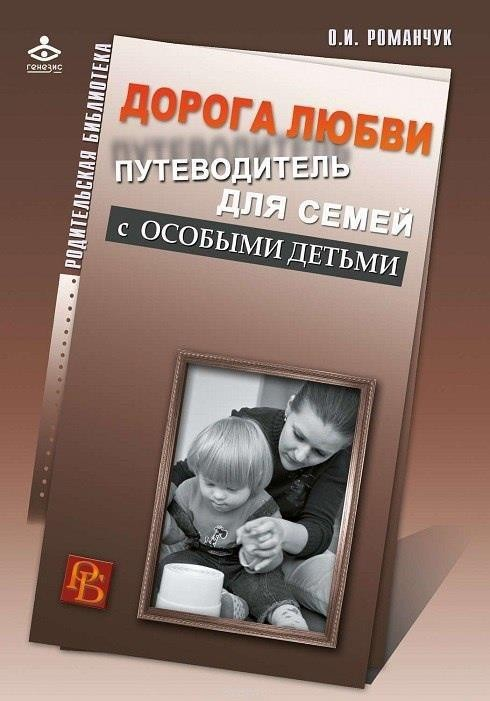 генезис
О.И. РОМАНЧУК
РОДИТЕЛЬСКАЯ БИБЛИОТЕКА
ДОРОГА ЛЮБВИ
ПУТЕВОДИТЕЛЬ
ДЛЯ СЕМЕЙ
с ОСОБЫМИ ДЕТЬМИ
РБ